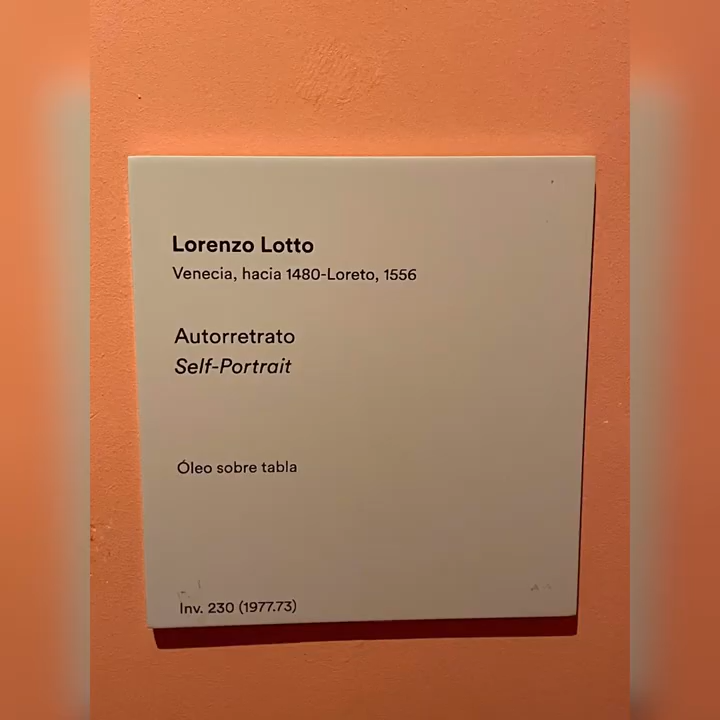 Lorenzo Lotto
Venecia, hacia 1480-Loreto, 1556
Autorretrato
Self-Portrait
Óleo sobre tabla
Inv. 230 (1977.73)